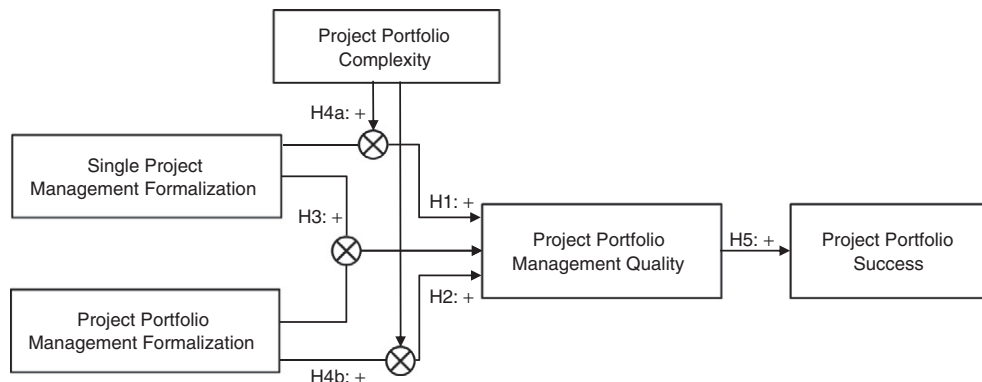 Project Portfolio
Complexity
H4a: +
Single Project
Management Formalization
H3: +
H1: +
Project Portfolio
Management Quality
H5: +
Project Portfolio
Success
H2: +
Project Portfolio
Management Formalization
H4b: +